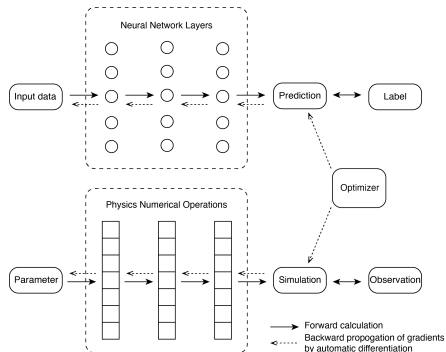 Neural Network Layers
Input data
Prediction
Label
Optimizer
Physics Numerical Operations
Parameter
Simulation
Observation
Forward calculation
Backward propogation of gradients
by automatic differentiation